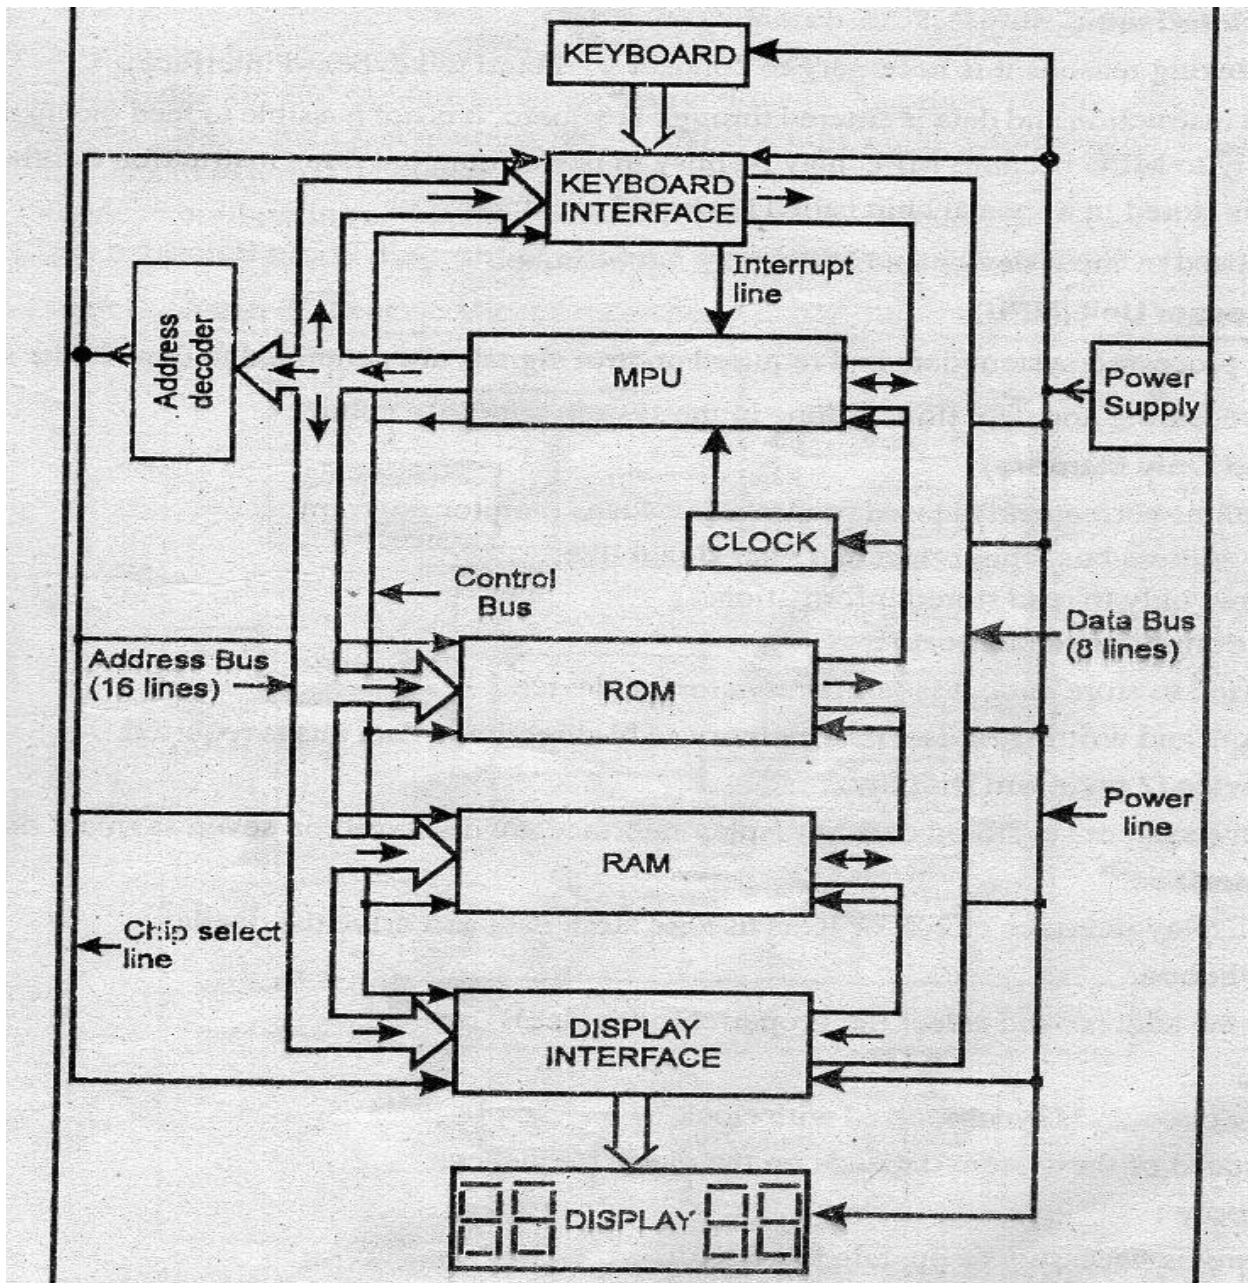 KEYBOARD
KEYBOARD
INTERFACE
Interrupt
line
Address
decoder
MPU
Power
Supply
CLOCK
Control
Bus
Address Bus
(16 lines)
ROM
Data Bus
(8 lines)
RAM
Power
line
Chip select
line
DISPLAY
INTERFACE
DISPLAY